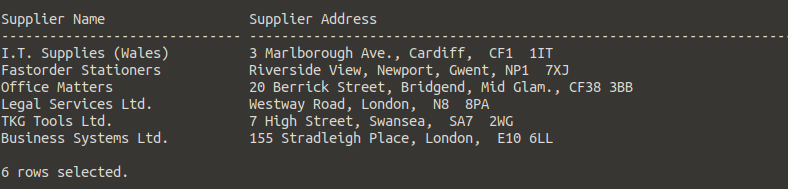 Supplier Name                 Supplier Address
----------------------------- ------------------------------------------------------------------
I.T. Supplies (Wales)         3 Marlborough Ave., Cardiff,  CF1  1IT
Fastorder Stationers          Riverside View, Newport, Gwent, NP1  7XJ
Office Matters                20 Berrick Street, Bridgend, Mid Glam., CF38 3BB
Legal Services Ltd.           Westway Road, London,  N8  8PA
TKG Tools Ltd.                7 High Street, Swansea,  SA7  2WG
Business Systems Ltd.         155 Stradleigh Place, London,  E10 6LL
6 rows selected.